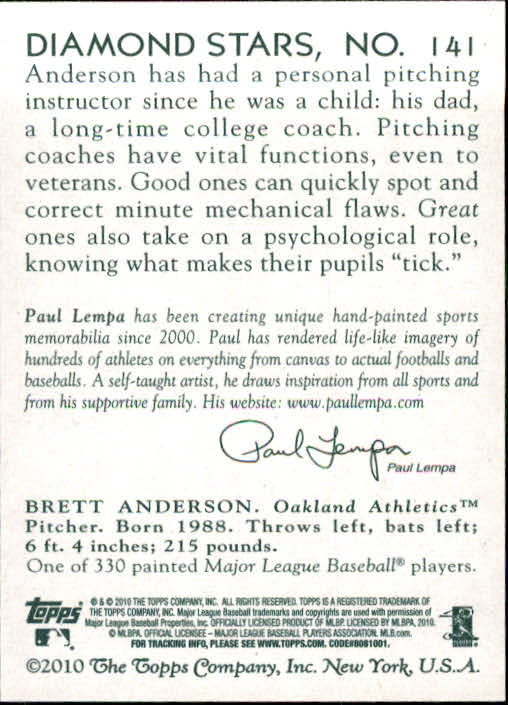 DIAMOND STARS, NO. 141
Anderson has had a personal pitching
instructor since he was a child: his dad,
a long-time college coach. Pitching
coaches have vital functions, even to
veterans. Good ones can quickly spot and
correct minute mechanical flaws. Great
ones also take on a psychological role,
knowing what makes their pupils “tick.”
Paul Lempa has been creating unique hand-painted sports
memorabilia since 2000. Paul has rendered life-like imagery of
hundreds of athletes on everything from canvas to actual footballs and
baseballs. A self-taught artist, he draws inspiration from all sports and
from his supportive family. His website: www.paullempa.com
Paul Lempa
Paul Lempa
BRETT ANDERSON. Oakland Athletics™
Pitcher. Born 1988. Throws left, bats left;
6 ft. 4 inches; 215 pounds.
One of 330 painted Major League Baseball® players.
Topps
® & © 2010 THE TOPPS COMPANY, INC. ALL RIGHTS RESERVED. TOPPS IS A REGISTERED TRADEMARK OF
THE TOPPS COMPANY, INC. Major League Baseball trademarks and copyrights are used with permission of
Major League Baseball Properties, Inc. OFFICIALLY LICENSED PRODUCT OF MLBP. LICENSED BY MLBPA, 2010.
© MLBPA. OFFICIAL LICENSEE – MAJOR LEAGUE BASEBALL PLAYERS ASSOCIATION. MLB.com.
FOR TRACKING INFO, PLEASE SEE WWW.TOPPS.COM. CODE#8081001.
©2010 The Topps Company, Inc. New York, U.S.A.